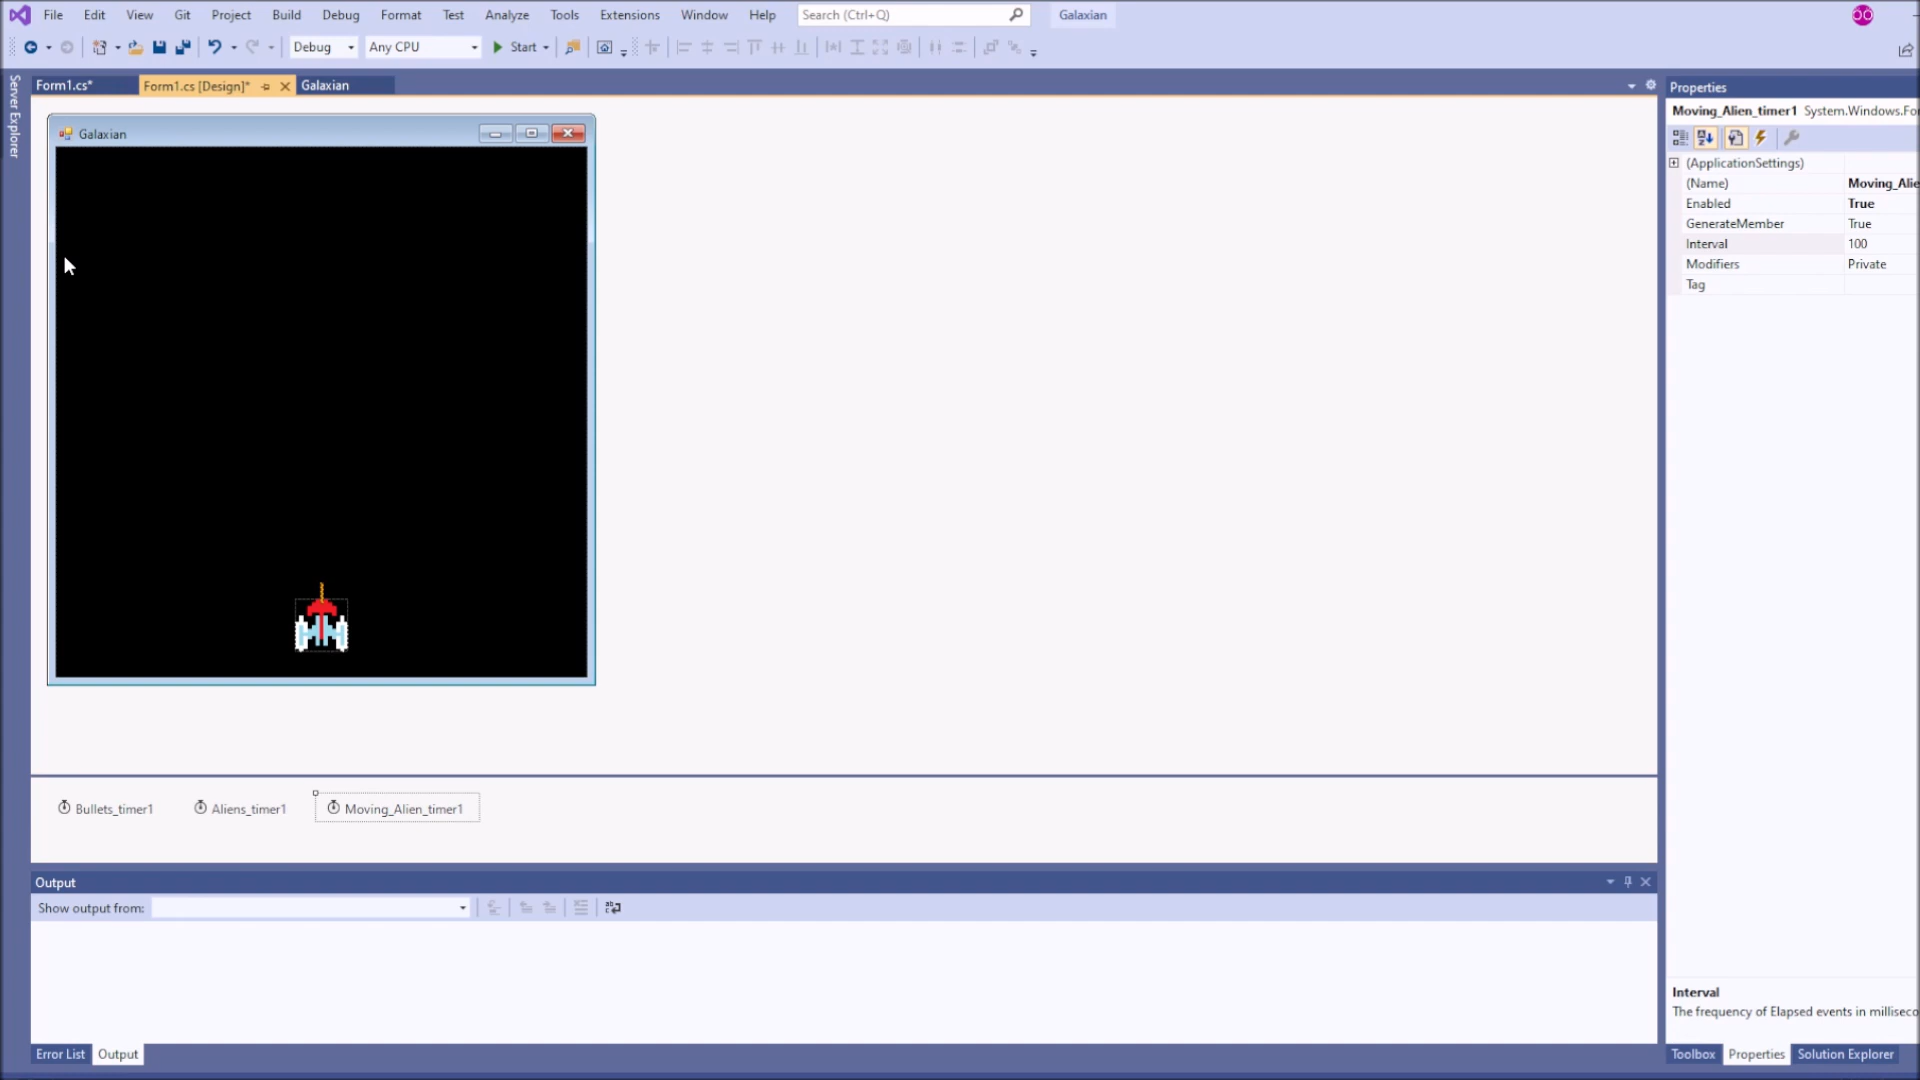 File Edit View Git Project Build Debug Format Test Analyze Tools Extensions Window Help Search (Ctrl+Q) Galaxian
Debug Any CPU Start
Server Explorer
Form1.cs* Form1.cs [Design]* Galaxian
Galaxian
Bullets_timer1 Aliens_timer1 Moving_Alien_timer1
Output
Show output from:
Error List Output
Properties
Moving_Alien_timer1 System.Windows.For
(ApplicationSettings)
(Name) Moving_Alie
Enabled True
GenerateMember True
Interval 100
Modifiers Private
Tag
Interval
The frequency of Elapsed events in milliseco
Toolbox Properties Solution Explorer